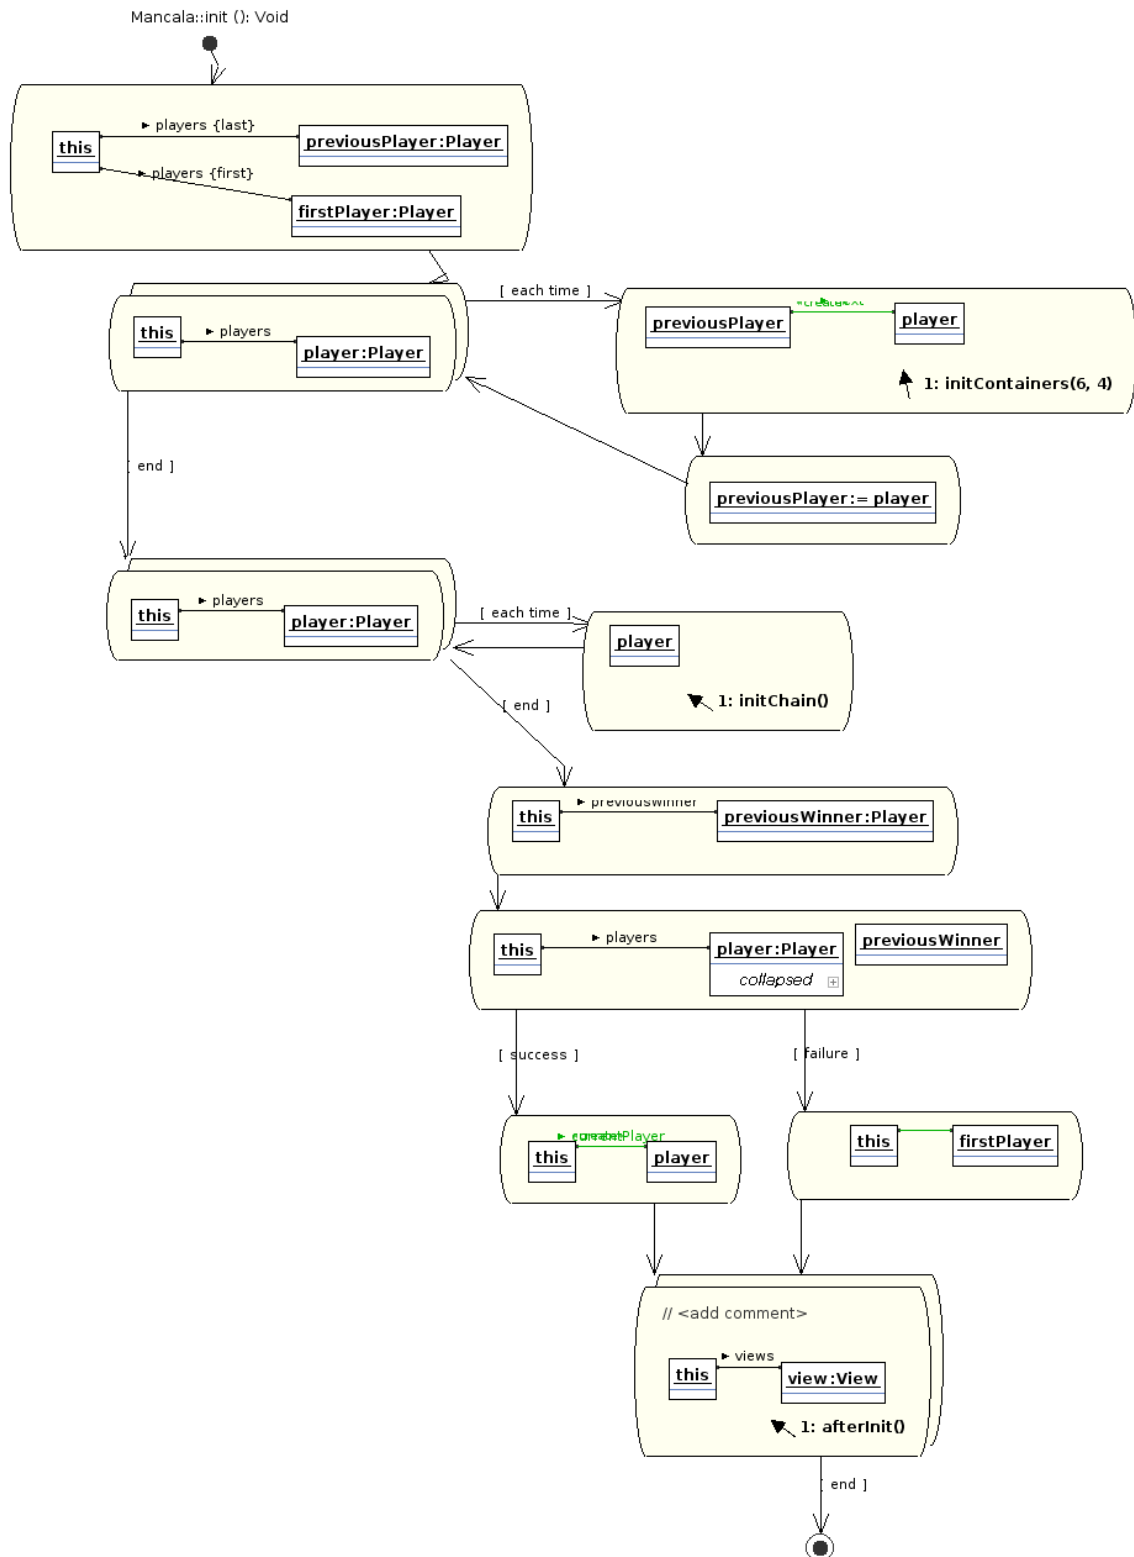 Mancala::init (): Void
players {last}
this
previousPlayer:Player
players {first}
firstPlayer:Player
[ each time ]
this
players
player:Player
previousPlayer
player
1: initContainers(6, 4)
[ end ]
previousPlayer:= player
this
players
player:Player
[ each time ]
player
1: initChain()
[ end ]
this
previousWinner
previousWinner:Player
this
players
player:Player
collapsed
previousWinner
[ success ]
[ failure ]
currentPlayer
this
player
this
firstPlayer
// <add comment>
views
this
view:View
1: afterInit()
[ end ]